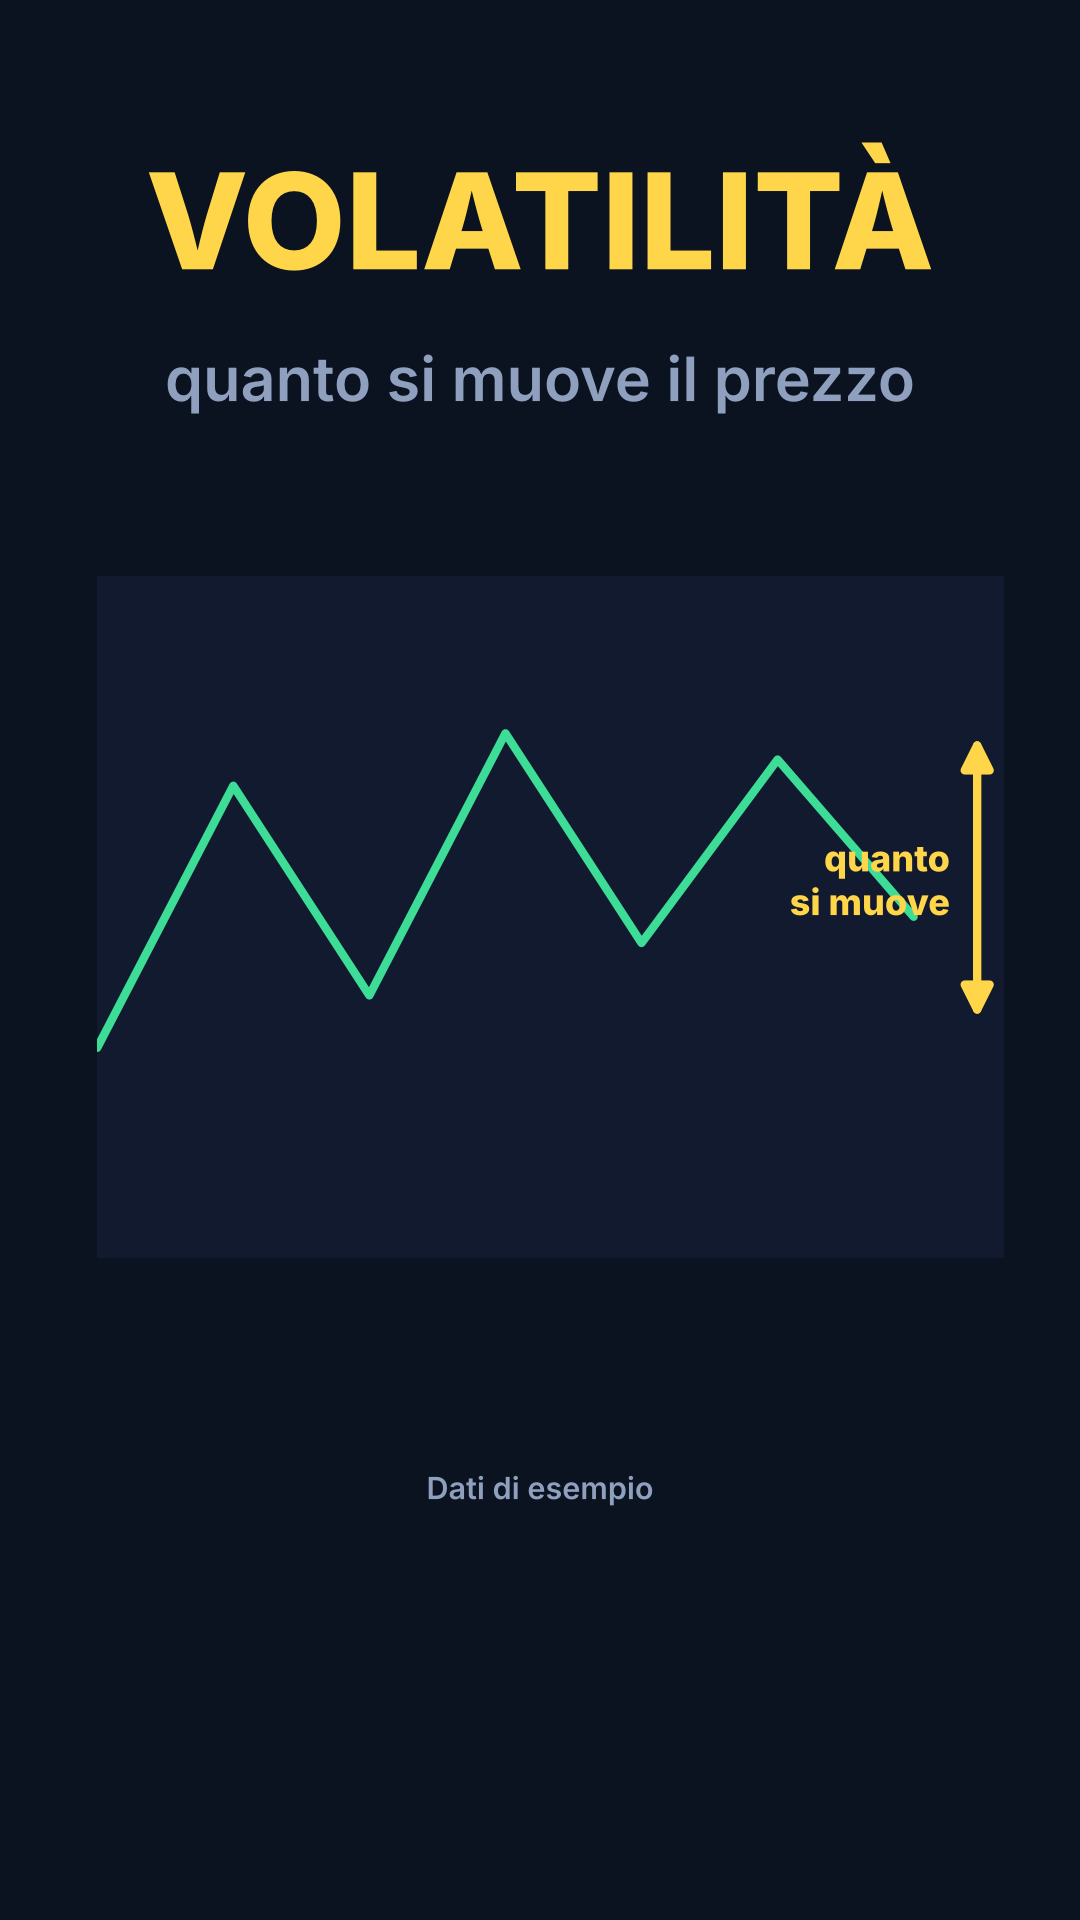 VOLATILITÀ
quanto si muove il prezzo
quanto
si muove
Dati di esempio